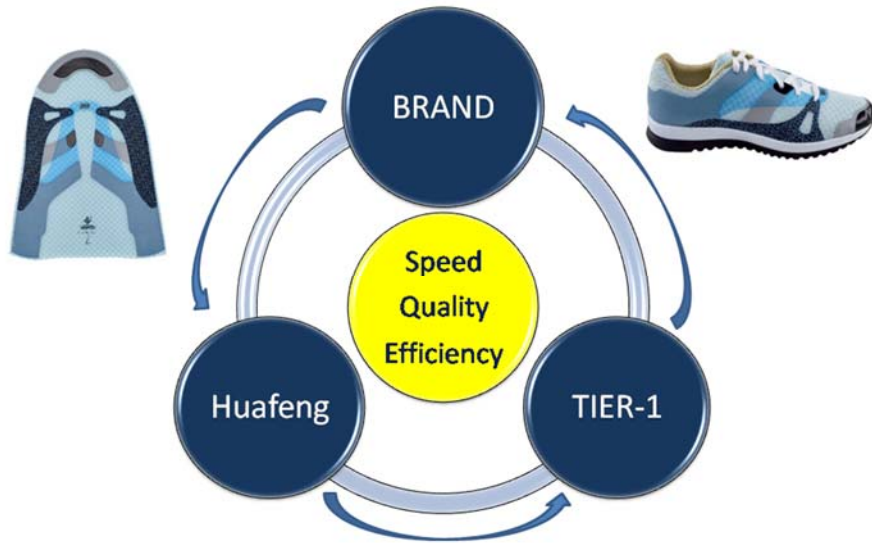 BRAND
Speed
Quality
Efficiency
Huafeng
TIER-1